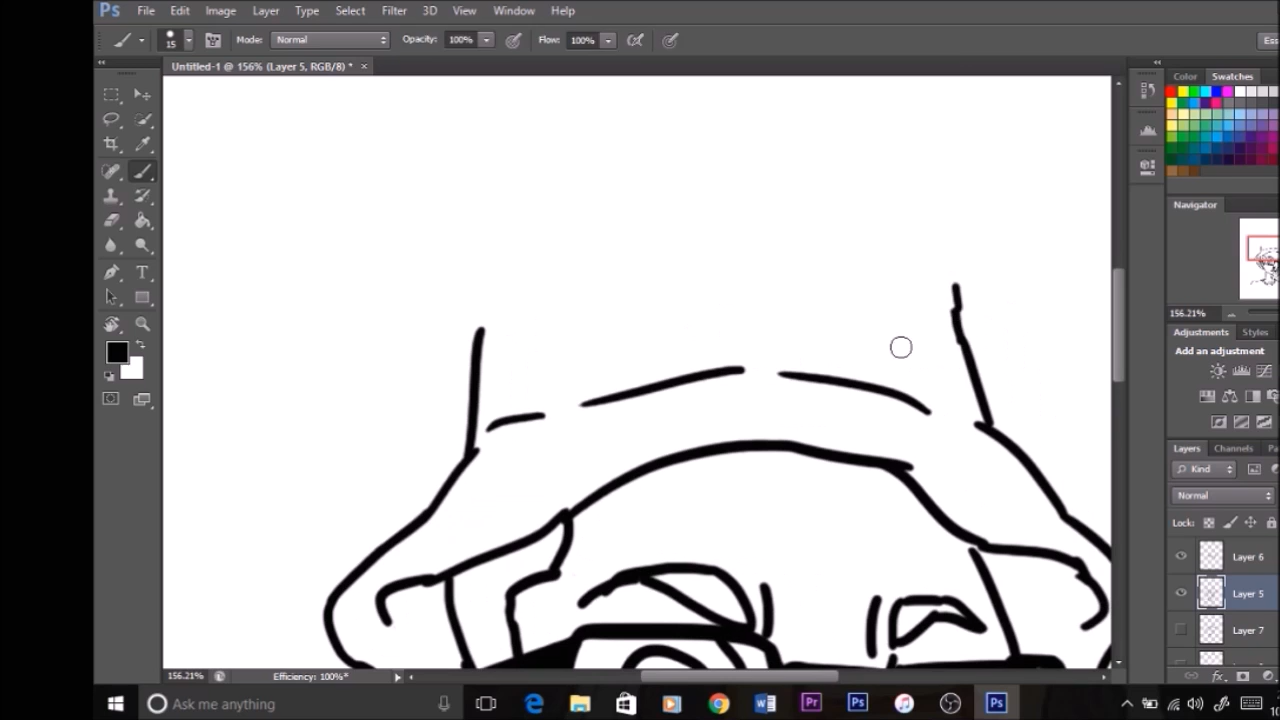 Ps File Edit Image Layer Type Select Filter 3D View Window Help
15 Mode: Normal Opacity: 100% Flow: 100% Ess
Untitled-1 @ 156% (Layer 5, RGB/8) * ×
Color Swatches
Navigator
156.21%
Adjustments Styles
Add an adjustment
Layers Channels Pa
Kind
Normal
Lock:
Layer 6
Layer 5
Layer 7
156.21% Efficiency: 100%*
Ask me anything